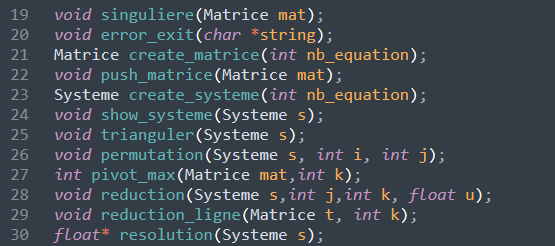 19 void singuliere(Matrice mat);
20 void error_exit(char *string);
21 Matrice create_matrice(int nb_equation);
22 void push_matrice(Matrice mat);
23 Systeme create_systeme(int nb_equation);
24 void show_systeme(Systeme s);
25 void trianguler(Systeme s);
26 void permutation(Systeme s, int i, int j);
27 int pivot_max(Matrice mat,int k);
28 void reduction(Systeme s,int j,int k, float u);
29 void reduction_ligne(Matrice t, int k);
30 float* resolution(Systeme s);